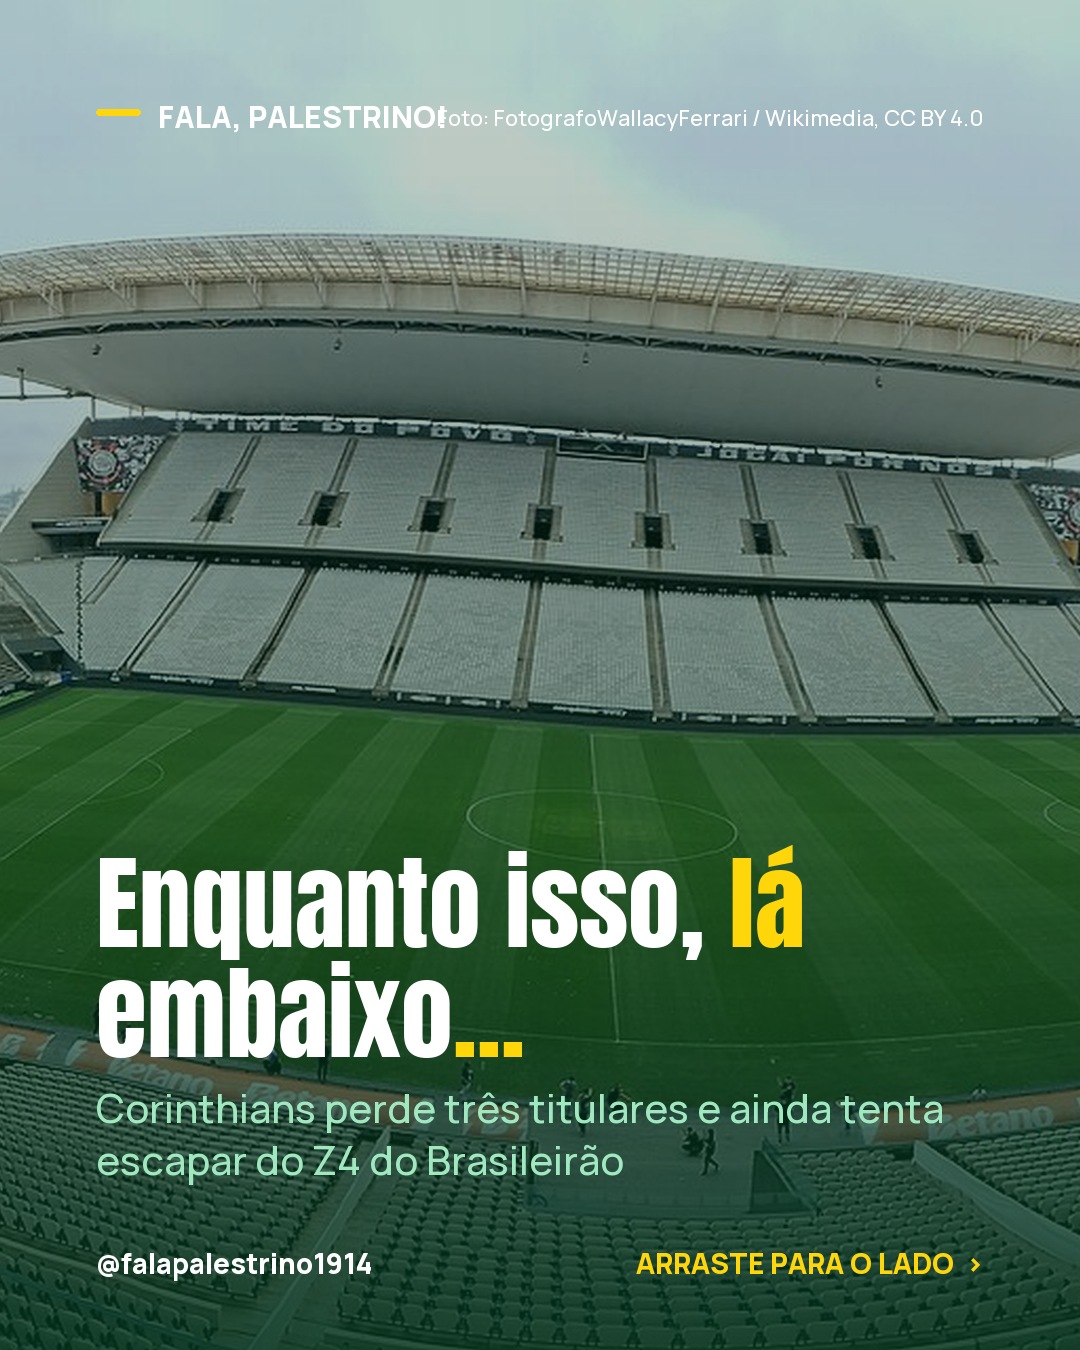 FALA, PALESTRINO!
Foto: FotografoWallacyFerrari / Wikimedia, CC BY 4.0
TIME DO POVO
JOGAI POR NÓS
Enquanto isso, lá
embaixo...
Betano
Corinthians perde três titulares e ainda tenta
escapar do Z4 do Brasileirão
@falapalestrino1914
ARRASTE PARA O LADO ›